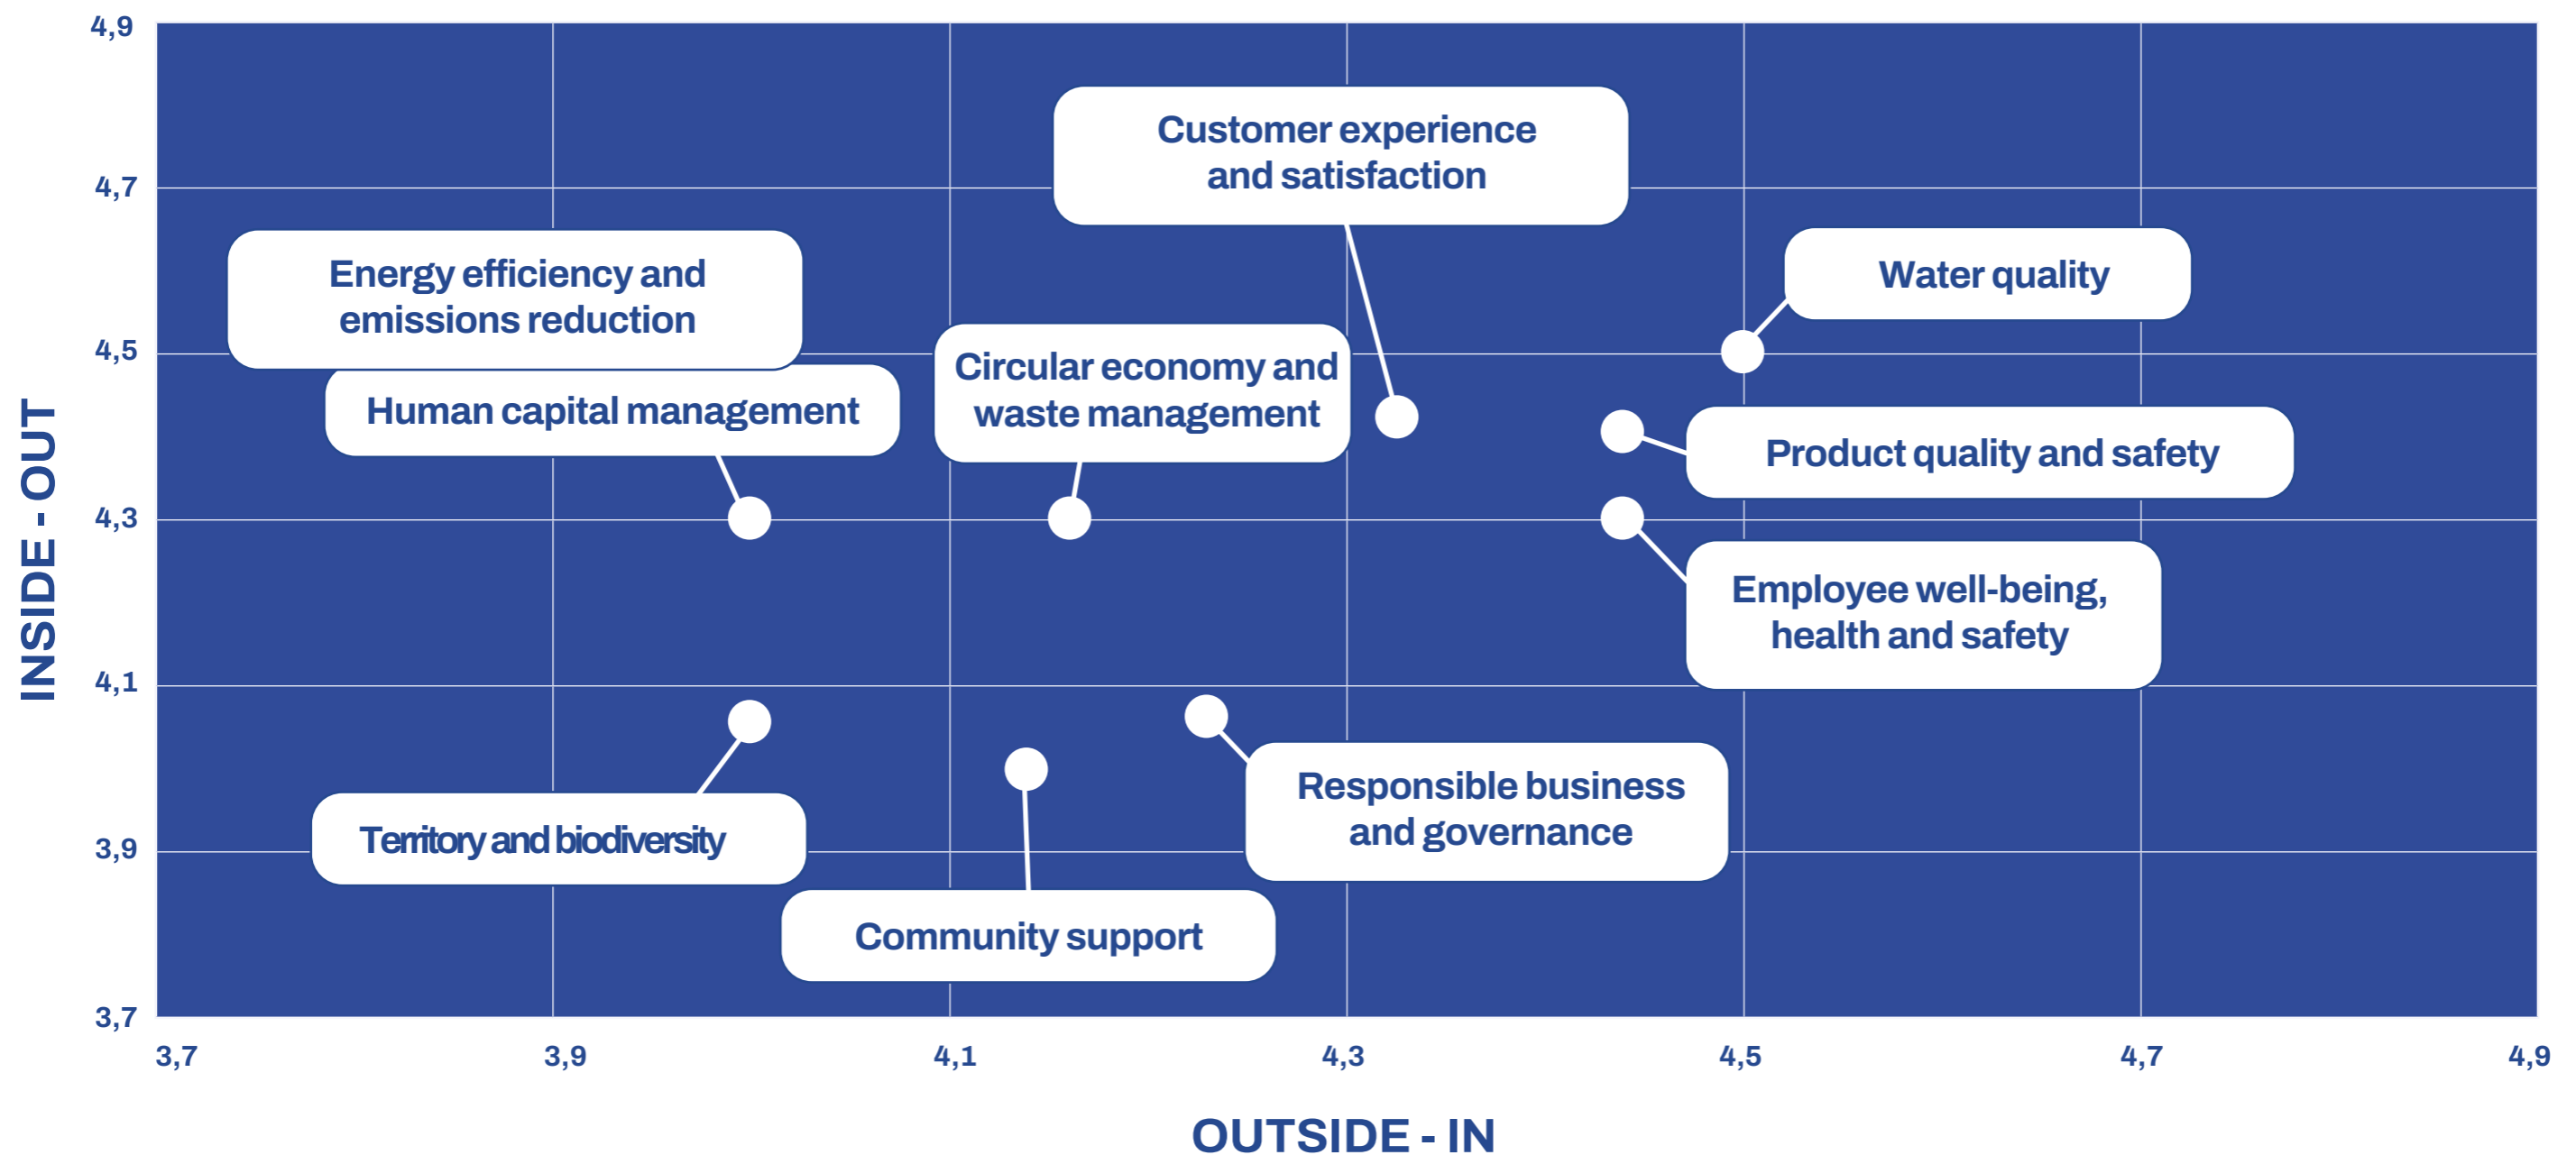 4,9
Customer experience
and satisfaction
4,7
Energy efficiency and
emissions reduction
Water quality
4,5
Circular economy and
waste management
Human capital management
Product quality and safety
4,3
Employee well-being,
health and safety
INSIDE - OUT
4,1
Responsible business
and governance
Territory and biodiversity
3,9
Community support
3,7
3,7
3,9
4,1
4,3
4,5
4,7
4,9
OUTSIDE - IN